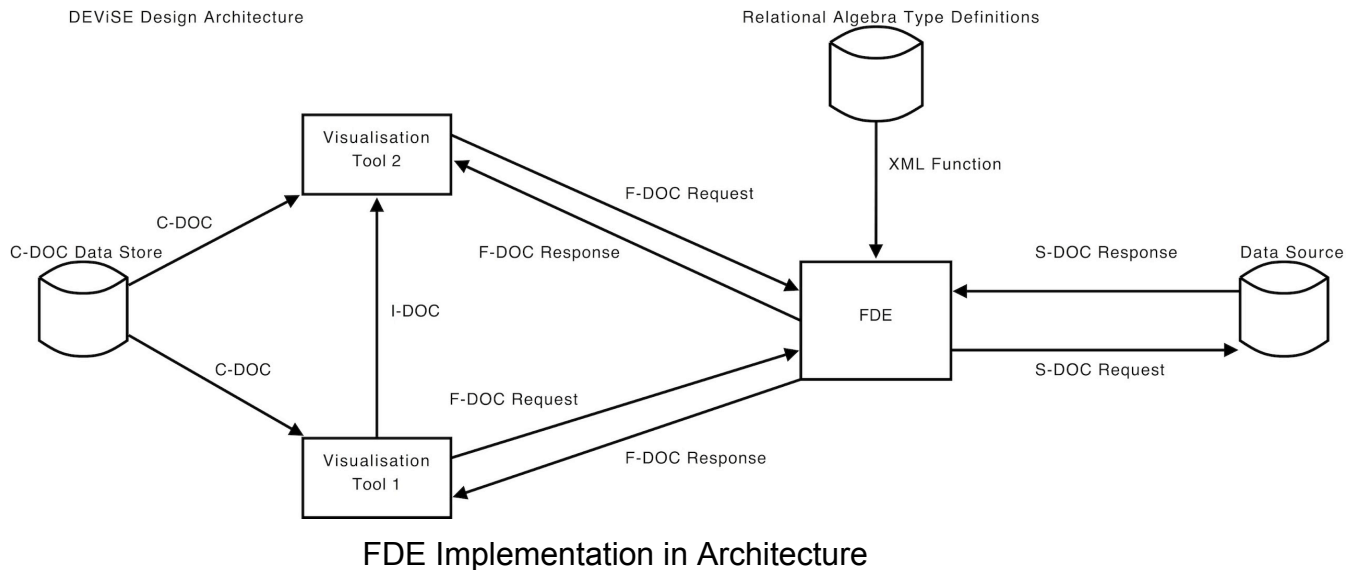 DEViSE Design Architecture
Relational Algebra Type Definitions
Visualisation
Tool 2
XML Function
F-DOC Request
C-DOC
C-DOC Data Store
F-DOC Response
S-DOC Response
Data Source
I-DOC
FDE
C-DOC
S-DOC Request
F-DOC Request
Visualisation
Tool 1
F-DOC Response
FDE Implementation in Architecture